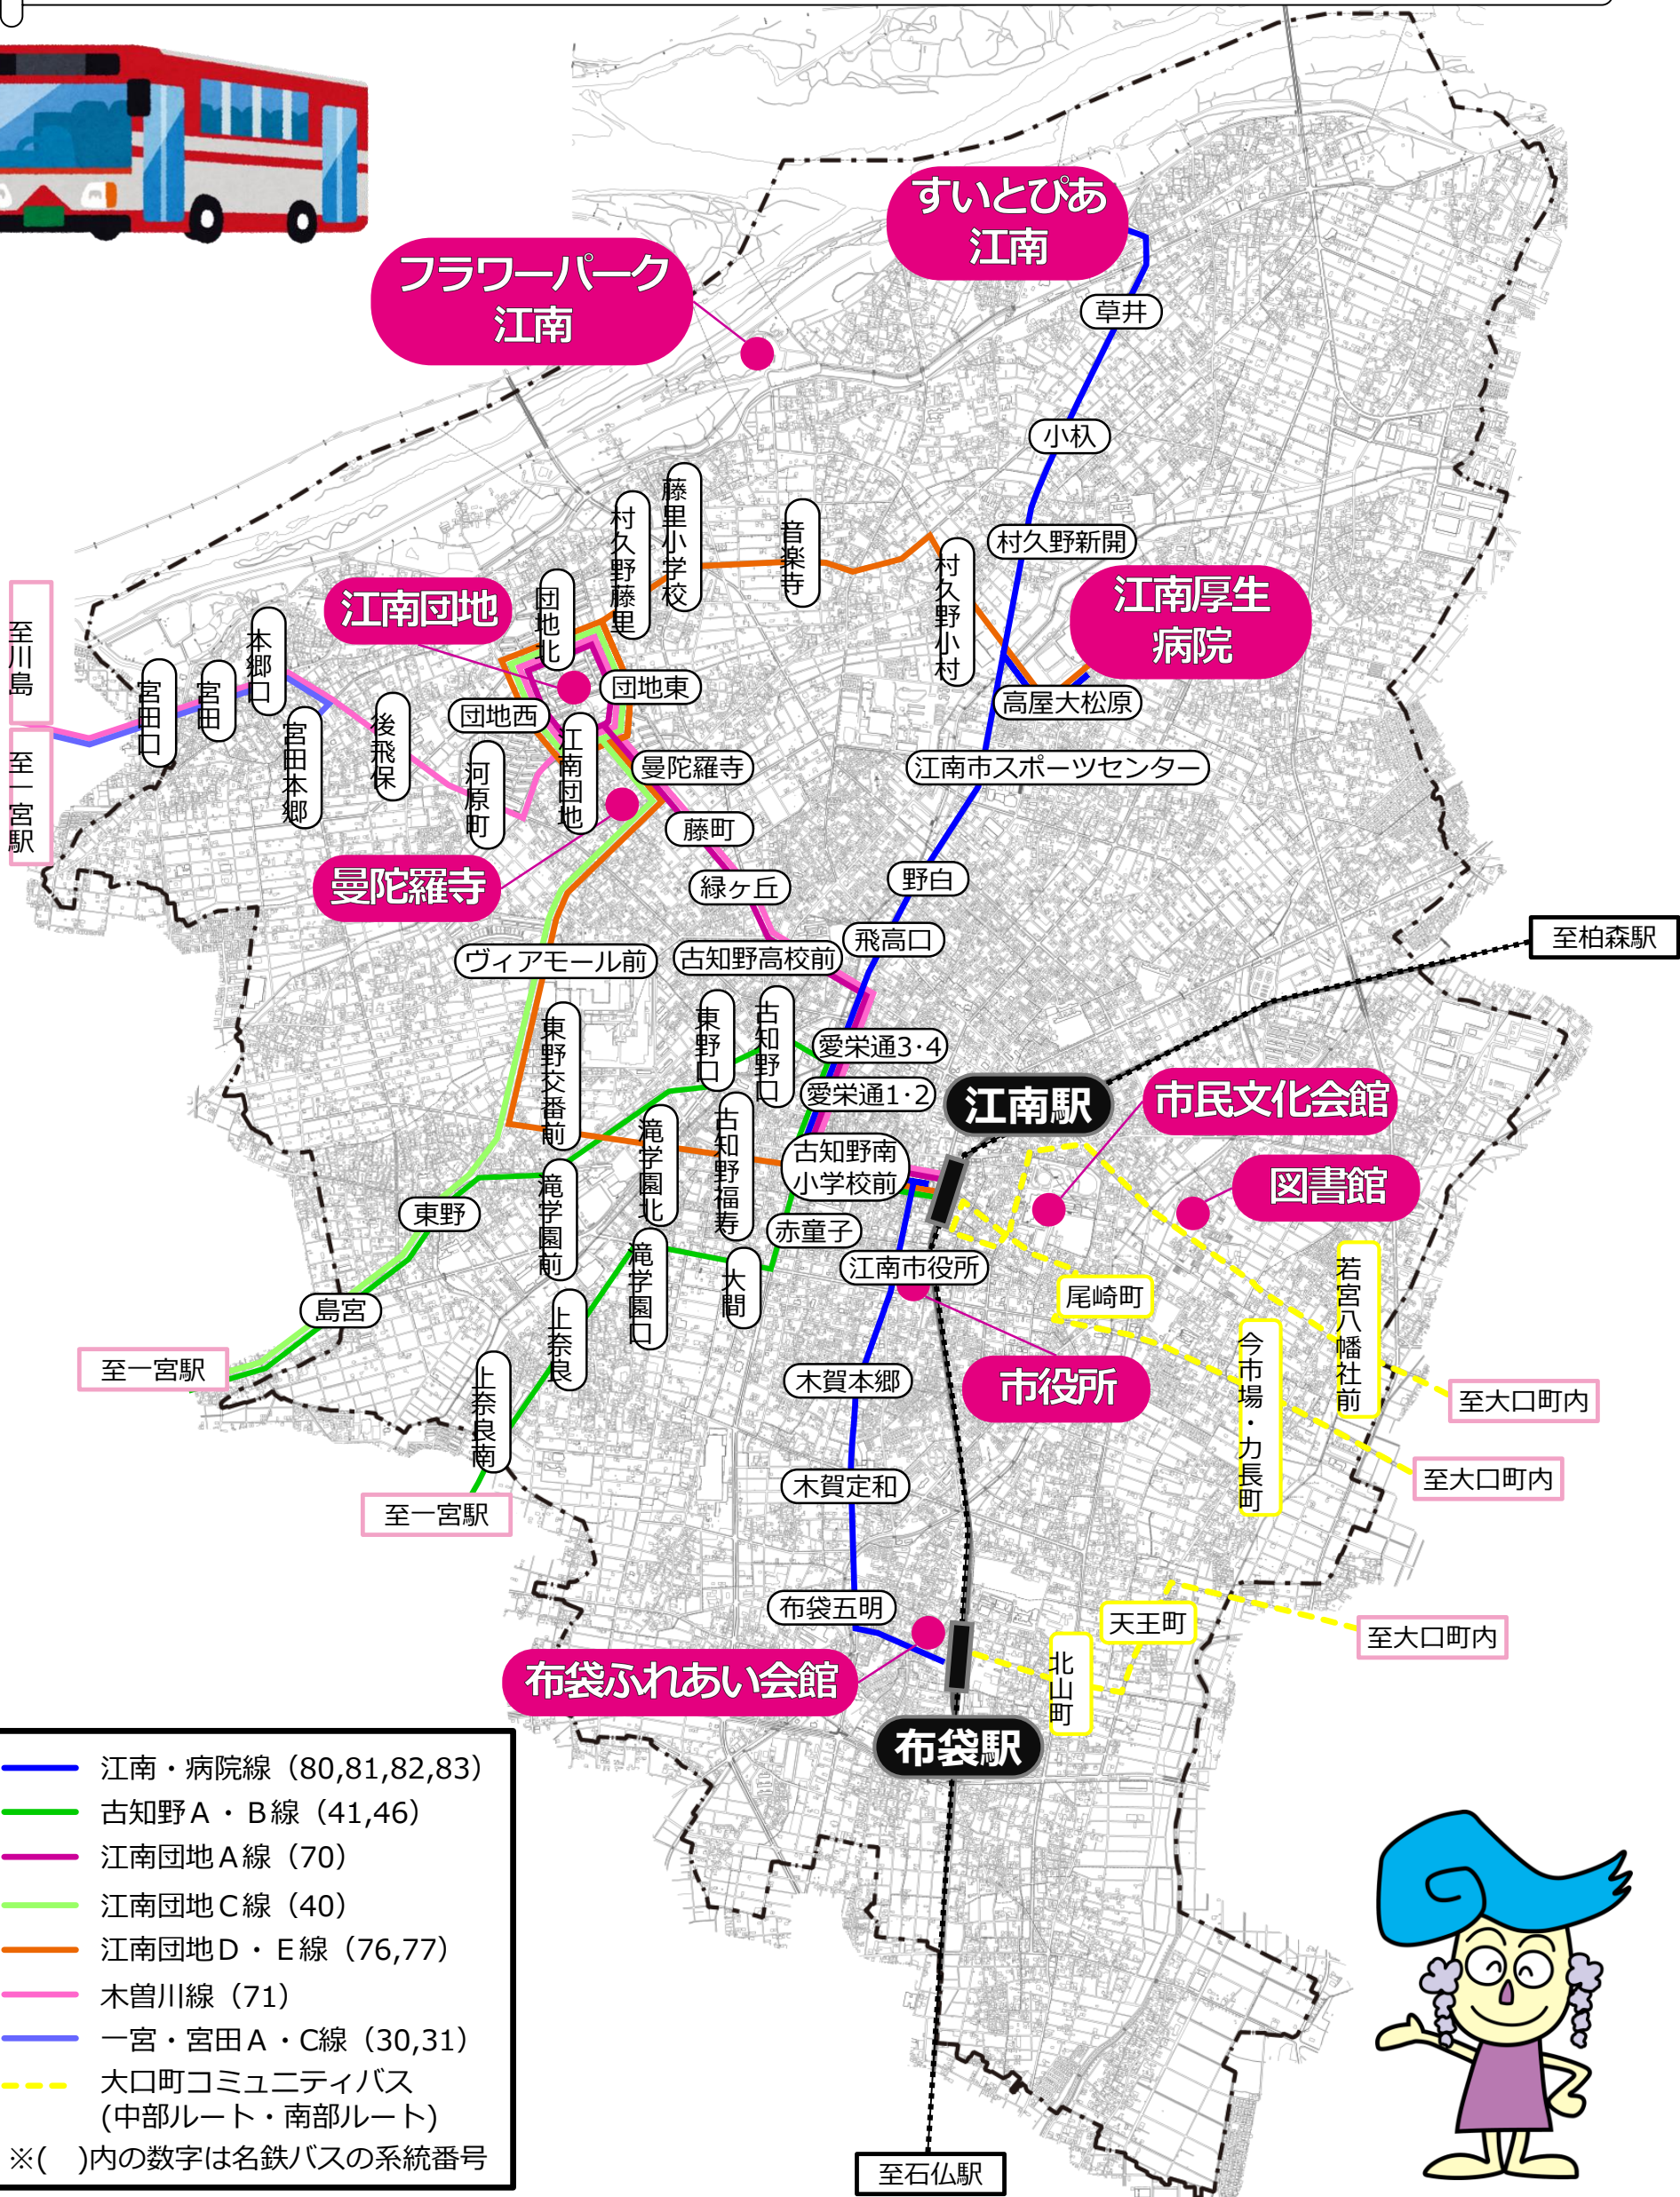 すいとぴあ
江南
フラワーパーク
江南
草井
小杁
藤里小学校
村久野藤里
音楽寺
村久野新開
村久野小村
江南厚生
病院
江南団地
団地北
団地東
団地西
高屋大松原
至川島
至一宮駅
本郷口
宮田口
宮田
宮田本郷
後飛保
河原町
江南団地
曼陀羅寺
江南市スポーツセンター
藤町
曼陀羅寺
緑ヶ丘
野白
飛高口
至柏森駅
ヴィアモール前
古知野高校前
東野口
古知野口
東野交番前
愛栄通3・4
愛栄通1・2
江南駅
市民文化会館
滝学園北
古知野福寿
古知野南
小学校前
図書館
滝学園前
東野
赤童子
滝学園口
大間
江南市役所
尾崎町
若宮八幡社前
島宮
上奈良
今市場・力長町
至一宮駅
上奈良南
木賀本郷
市役所
至大口町内
至大口町内
木賀定和
至一宮駅
布袋五明
天王町
至大口町内
北山町
布袋ふれあい会館
布袋駅
江南・病院線（80,81,82,83）
古知野Ａ・Ｂ線（41,46）
江南団地Ａ線（70）
江南団地Ｃ線（40）
江南団地Ｄ・Ｅ線（76,77）
木曽川線（71）
一宮・宮田Ａ・C線（30,31）
大口町コミュニティバス
(中部ルート・南部ルート)
※(　)内の数字は名鉄バスの系統番号
至石仏駅